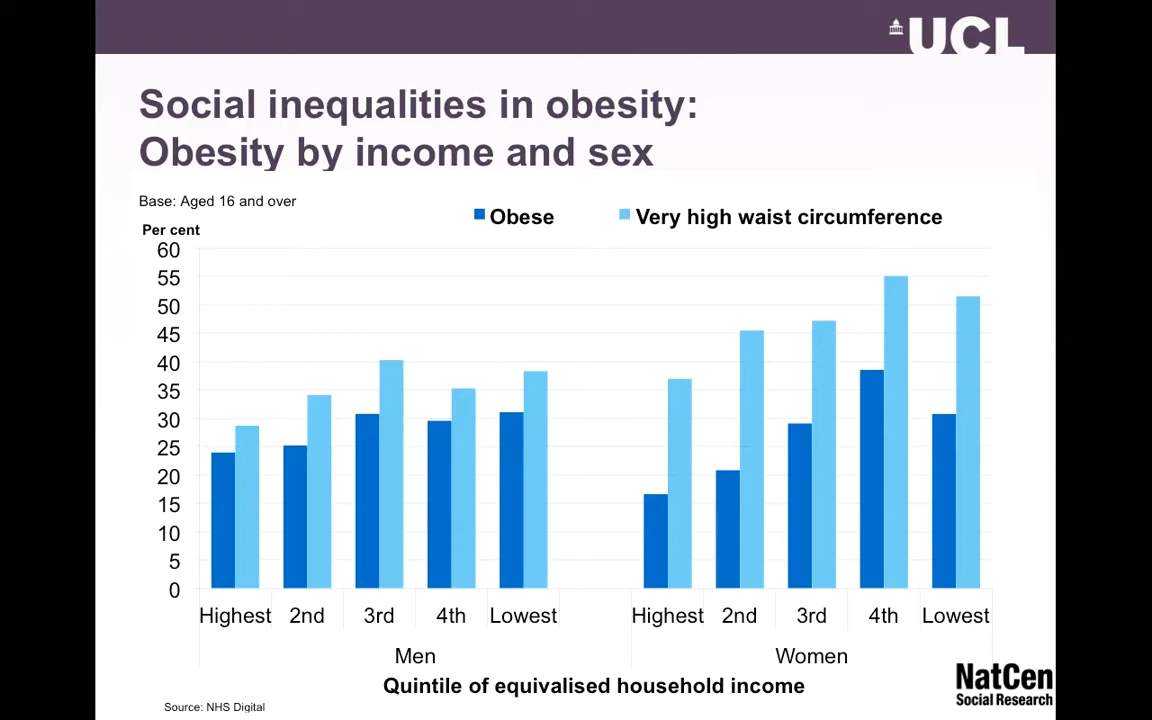 UCL
Social inequalities in obesity:
Obesity by income and sex
Base: Aged 16 and over
Obese
Very high waist circumference
Per cent
60
55
50
45
40
35
30
25
20
15
10
5
0
Highest 2nd 3rd 4th Lowest Highest 2nd 3rd 4th Lowest
Men Women
Quintile of equivalised household income
NatCen
Social Research
Source: NHS Digital